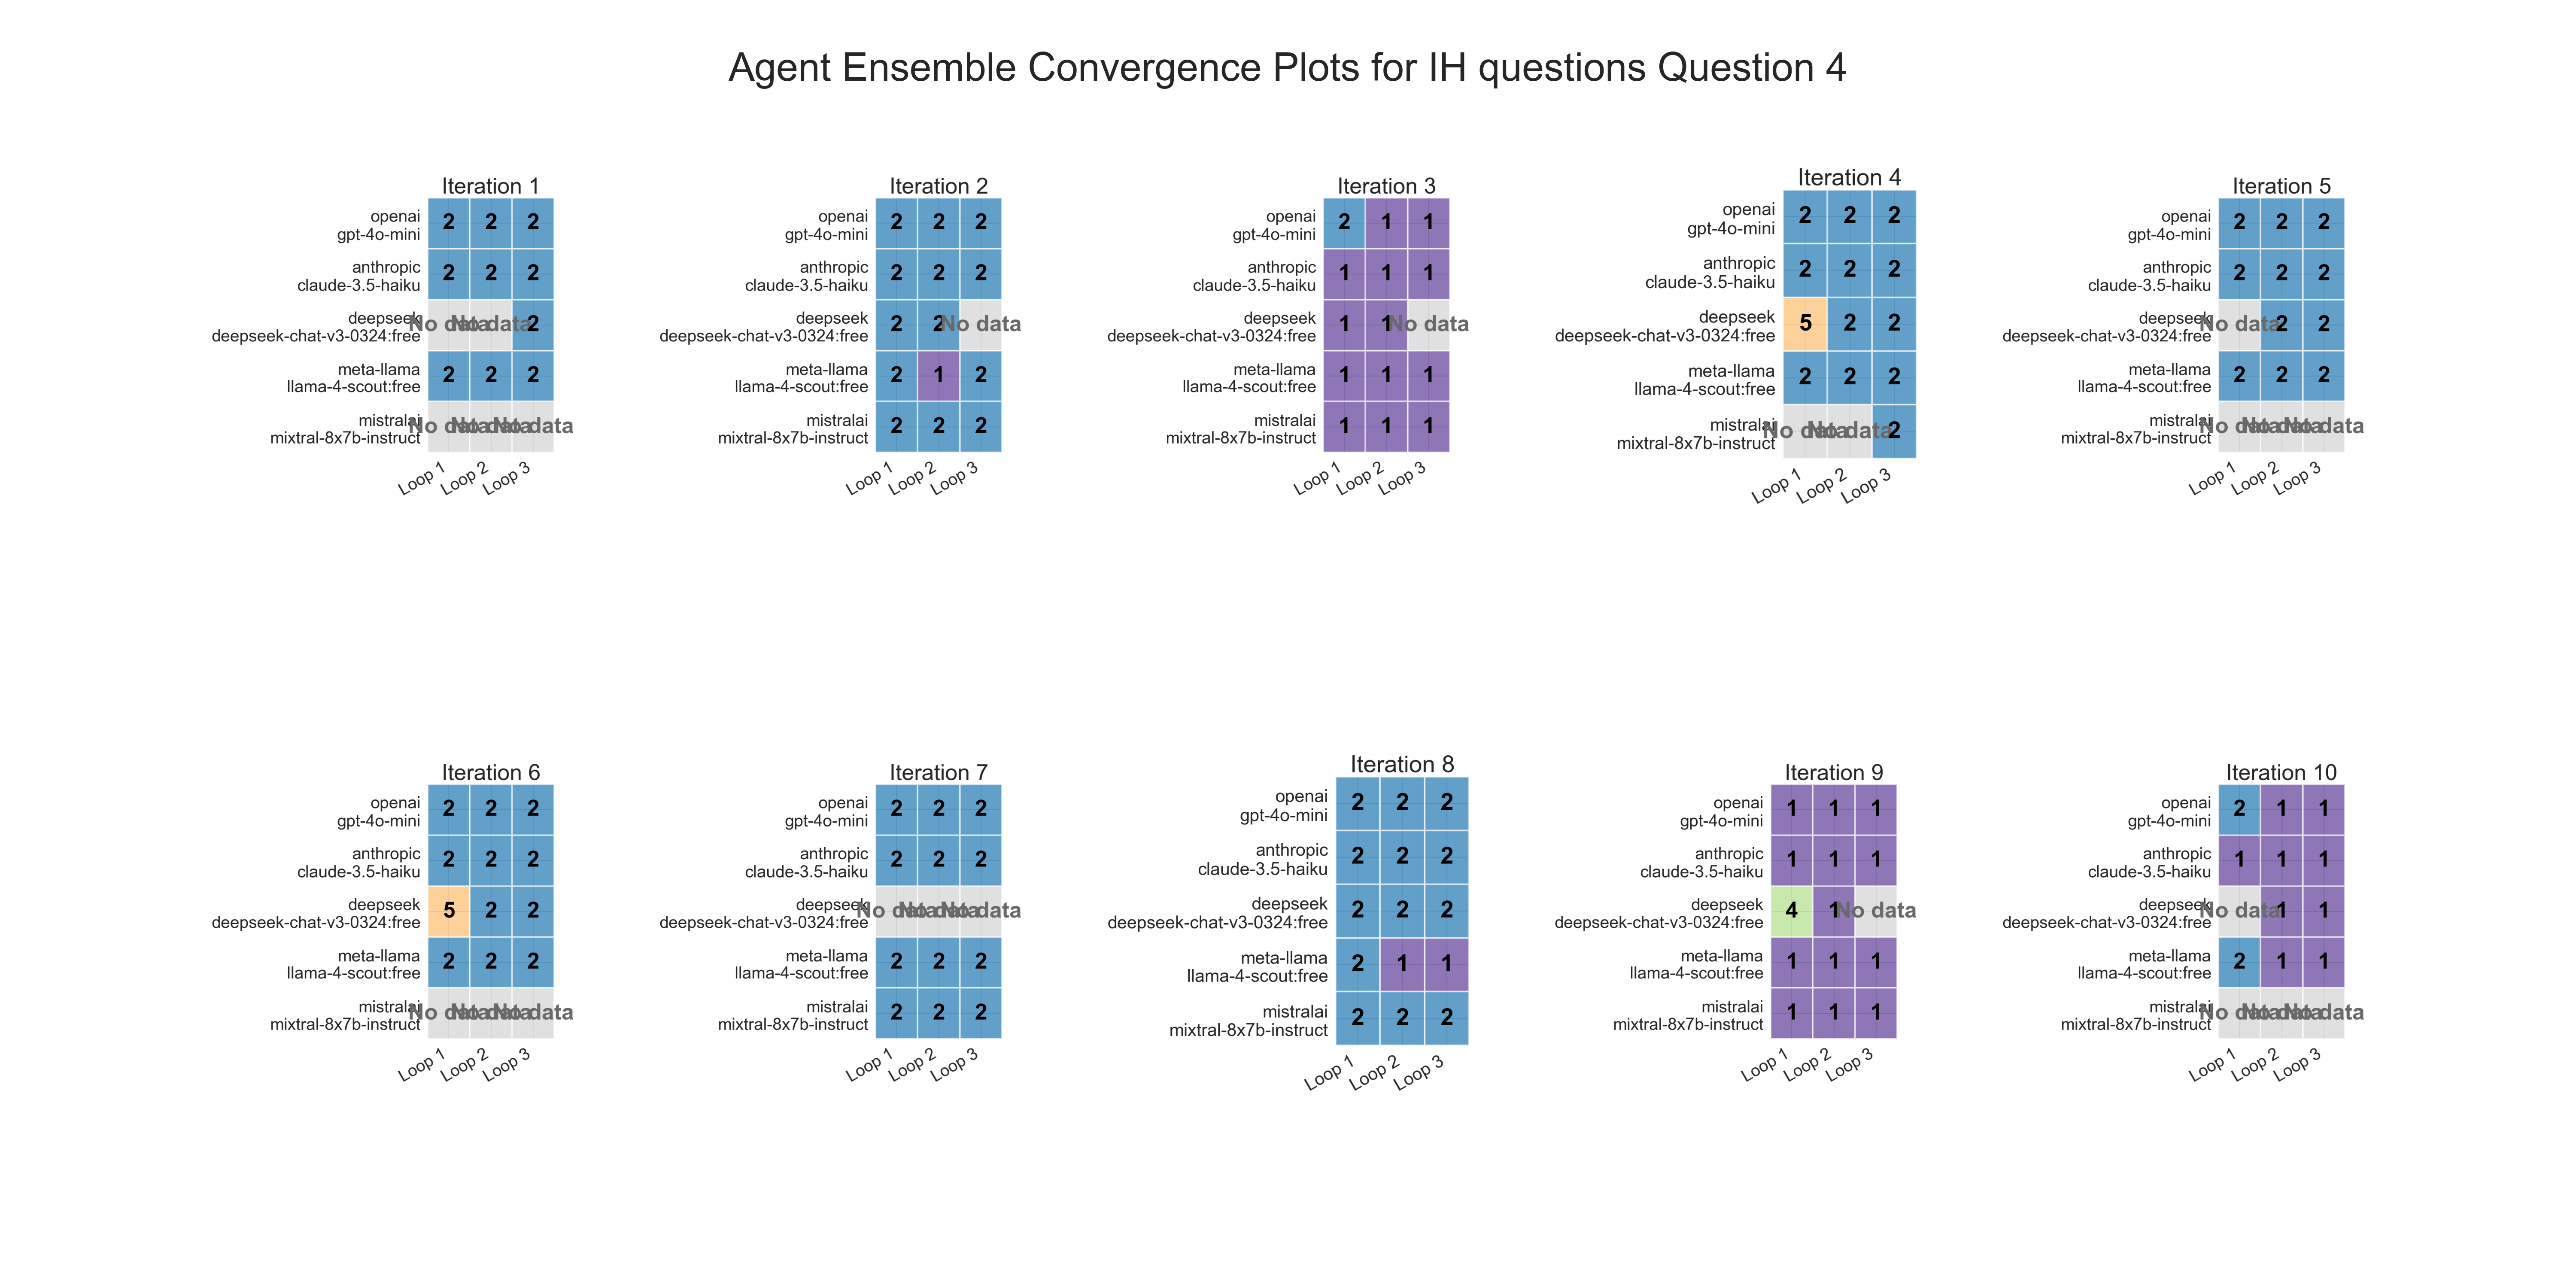 Agent Ensemble Convergence Plots for IH questions Question 4
Iteration 1
openai
gpt-4o-mini
2 2 2
anthropic
claude-3.5-haiku
2 2 2
deepseek
deepseek-chat-v3-0324:free
No data No data 2
meta-llama
llama-4-scout:free
2 2 2
mistralai
mixtral-8x7b-instruct
No data No data No data
Loop 1 Loop 2 Loop 3
Iteration 2
openai
gpt-4o-mini
2 2 2
anthropic
claude-3.5-haiku
2 2 2
deepseek
deepseek-chat-v3-0324:free
2 2 No data
meta-llama
llama-4-scout:free
2 1 2
mistralai
mixtral-8x7b-instruct
2 2 2
Loop 1 Loop 2 Loop 3
Iteration 3
openai
gpt-4o-mini
2 1 1
anthropic
claude-3.5-haiku
1 1 1
deepseek
deepseek-chat-v3-0324:free
1 1 No data
meta-llama
llama-4-scout:free
1 1 1
mistralai
mixtral-8x7b-instruct
1 1 1
Loop 1 Loop 2 Loop 3
Iteration 4
openai
gpt-4o-mini
2 2 2
anthropic
claude-3.5-haiku
2 2 2
deepseek
deepseek-chat-v3-0324:free
5 2 2
meta-llama
llama-4-scout:free
2 2 2
mistralai
mixtral-8x7b-instruct
No data No data 2
Loop 1 Loop 2 Loop 3
Iteration 5
openai
gpt-4o-mini
2 2 2
anthropic
claude-3.5-haiku
2 2 2
deepseek
deepseek-chat-v3-0324:free
No data 2 2
meta-llama
llama-4-scout:free
2 2 2
mistralai
mixtral-8x7b-instruct
No data No data No data
Loop 1 Loop 2 Loop 3
Iteration 6
openai
gpt-4o-mini
2 2 2
anthropic
claude-3.5-haiku
2 2 2
deepseek
deepseek-chat-v3-0324:free
5 2 2
meta-llama
llama-4-scout:free
2 2 2
mistralai
mixtral-8x7b-instruct
No data No data No data
Loop 1 Loop 2 Loop 3
Iteration 7
openai
gpt-4o-mini
2 2 2
anthropic
claude-3.5-haiku
2 2 2
deepseek
deepseek-chat-v3-0324:free
No data No data No data
meta-llama
llama-4-scout:free
2 2 2
mistralai
mixtral-8x7b-instruct
2 2 2
Loop 1 Loop 2 Loop 3
Iteration 8
openai
gpt-4o-mini
2 2 2
anthropic
claude-3.5-haiku
2 2 2
deepseek
deepseek-chat-v3-0324:free
2 2 2
meta-llama
llama-4-scout:free
2 1 1
mistralai
mixtral-8x7b-instruct
2 2 2
Loop 1 Loop 2 Loop 3
Iteration 9
openai
gpt-4o-mini
1 1 1
anthropic
claude-3.5-haiku
1 1 1
deepseek
deepseek-chat-v3-0324:free
4 1 No data
meta-llama
llama-4-scout:free
1 1 1
mistralai
mixtral-8x7b-instruct
1 1 1
Loop 1 Loop 2 Loop 3
Iteration 10
openai
gpt-4o-mini
2 1 1
anthropic
claude-3.5-haiku
1 1 1
deepseek
deepseek-chat-v3-0324:free
No data 1 1
meta-llama
llama-4-scout:free
2 1 1
mistralai
mixtral-8x7b-instruct
No data No data No data
Loop 1 Loop 2 Loop 3